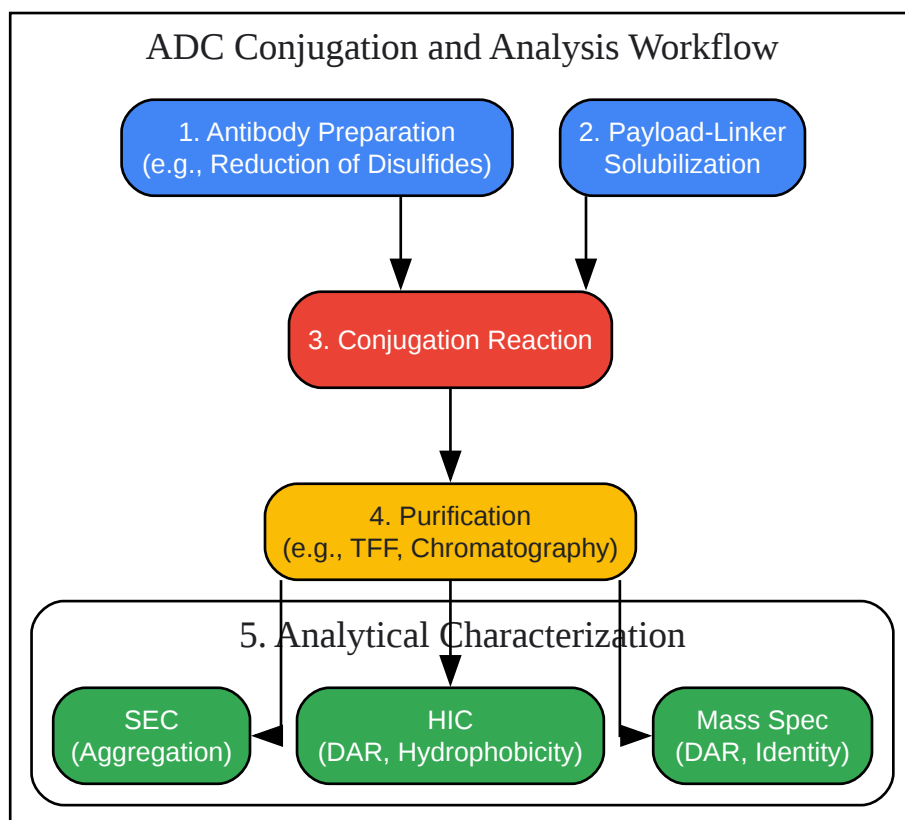 ADC Conjugation and Analysis Workflow
1. Antibody Preparation
(e.g., Reduction of Disulfides)
2. Payload-Linker
Solubilization
3. Conjugation Reaction
4. Purification
(e.g., TFF, Chromatography)
5. Analytical Characterization
SEC
(Aggregation)
HIC
(DAR, Hydrophobicity)
Mass Spec
(DAR, Identity)